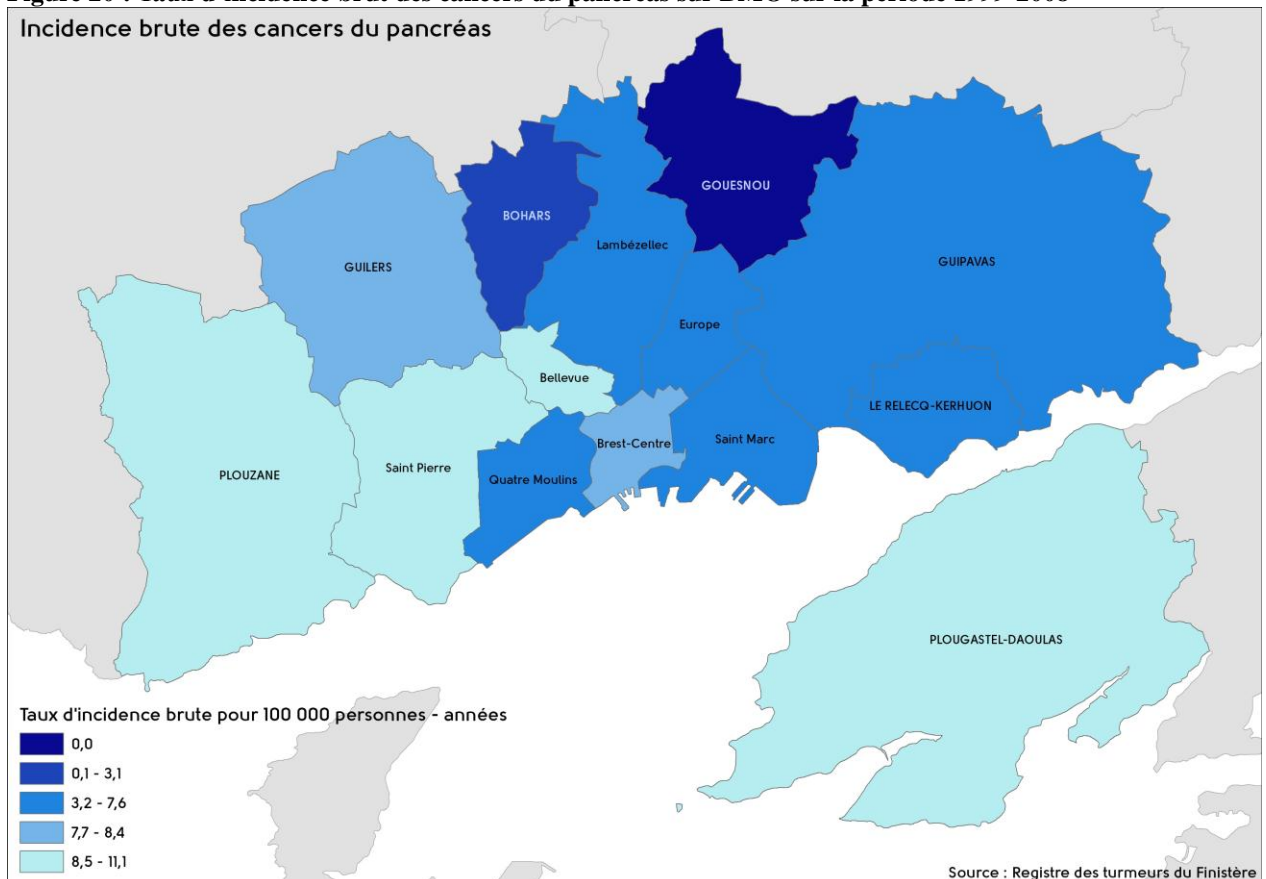 Incidence brute des cancers du pancréas
GOUESNOU
BOHARS
Lambézellec
GUIPAVAS
GUILERS
Europe
Bellevue
LE RELECQ-KERHUON
Brest-Centre
Saint Marc
Saint Pierre
PLOUZANE
Quatre Moulins
PLOUGASTEL-DAOULAS
Taux d'incidence brute pour 100 000 personnes - années
0,0
0,1 - 3,1
3,2 - 7,6
7,7 - 8,4
8,5 - 11,1
Source : Registre des turmeurs du Finistère